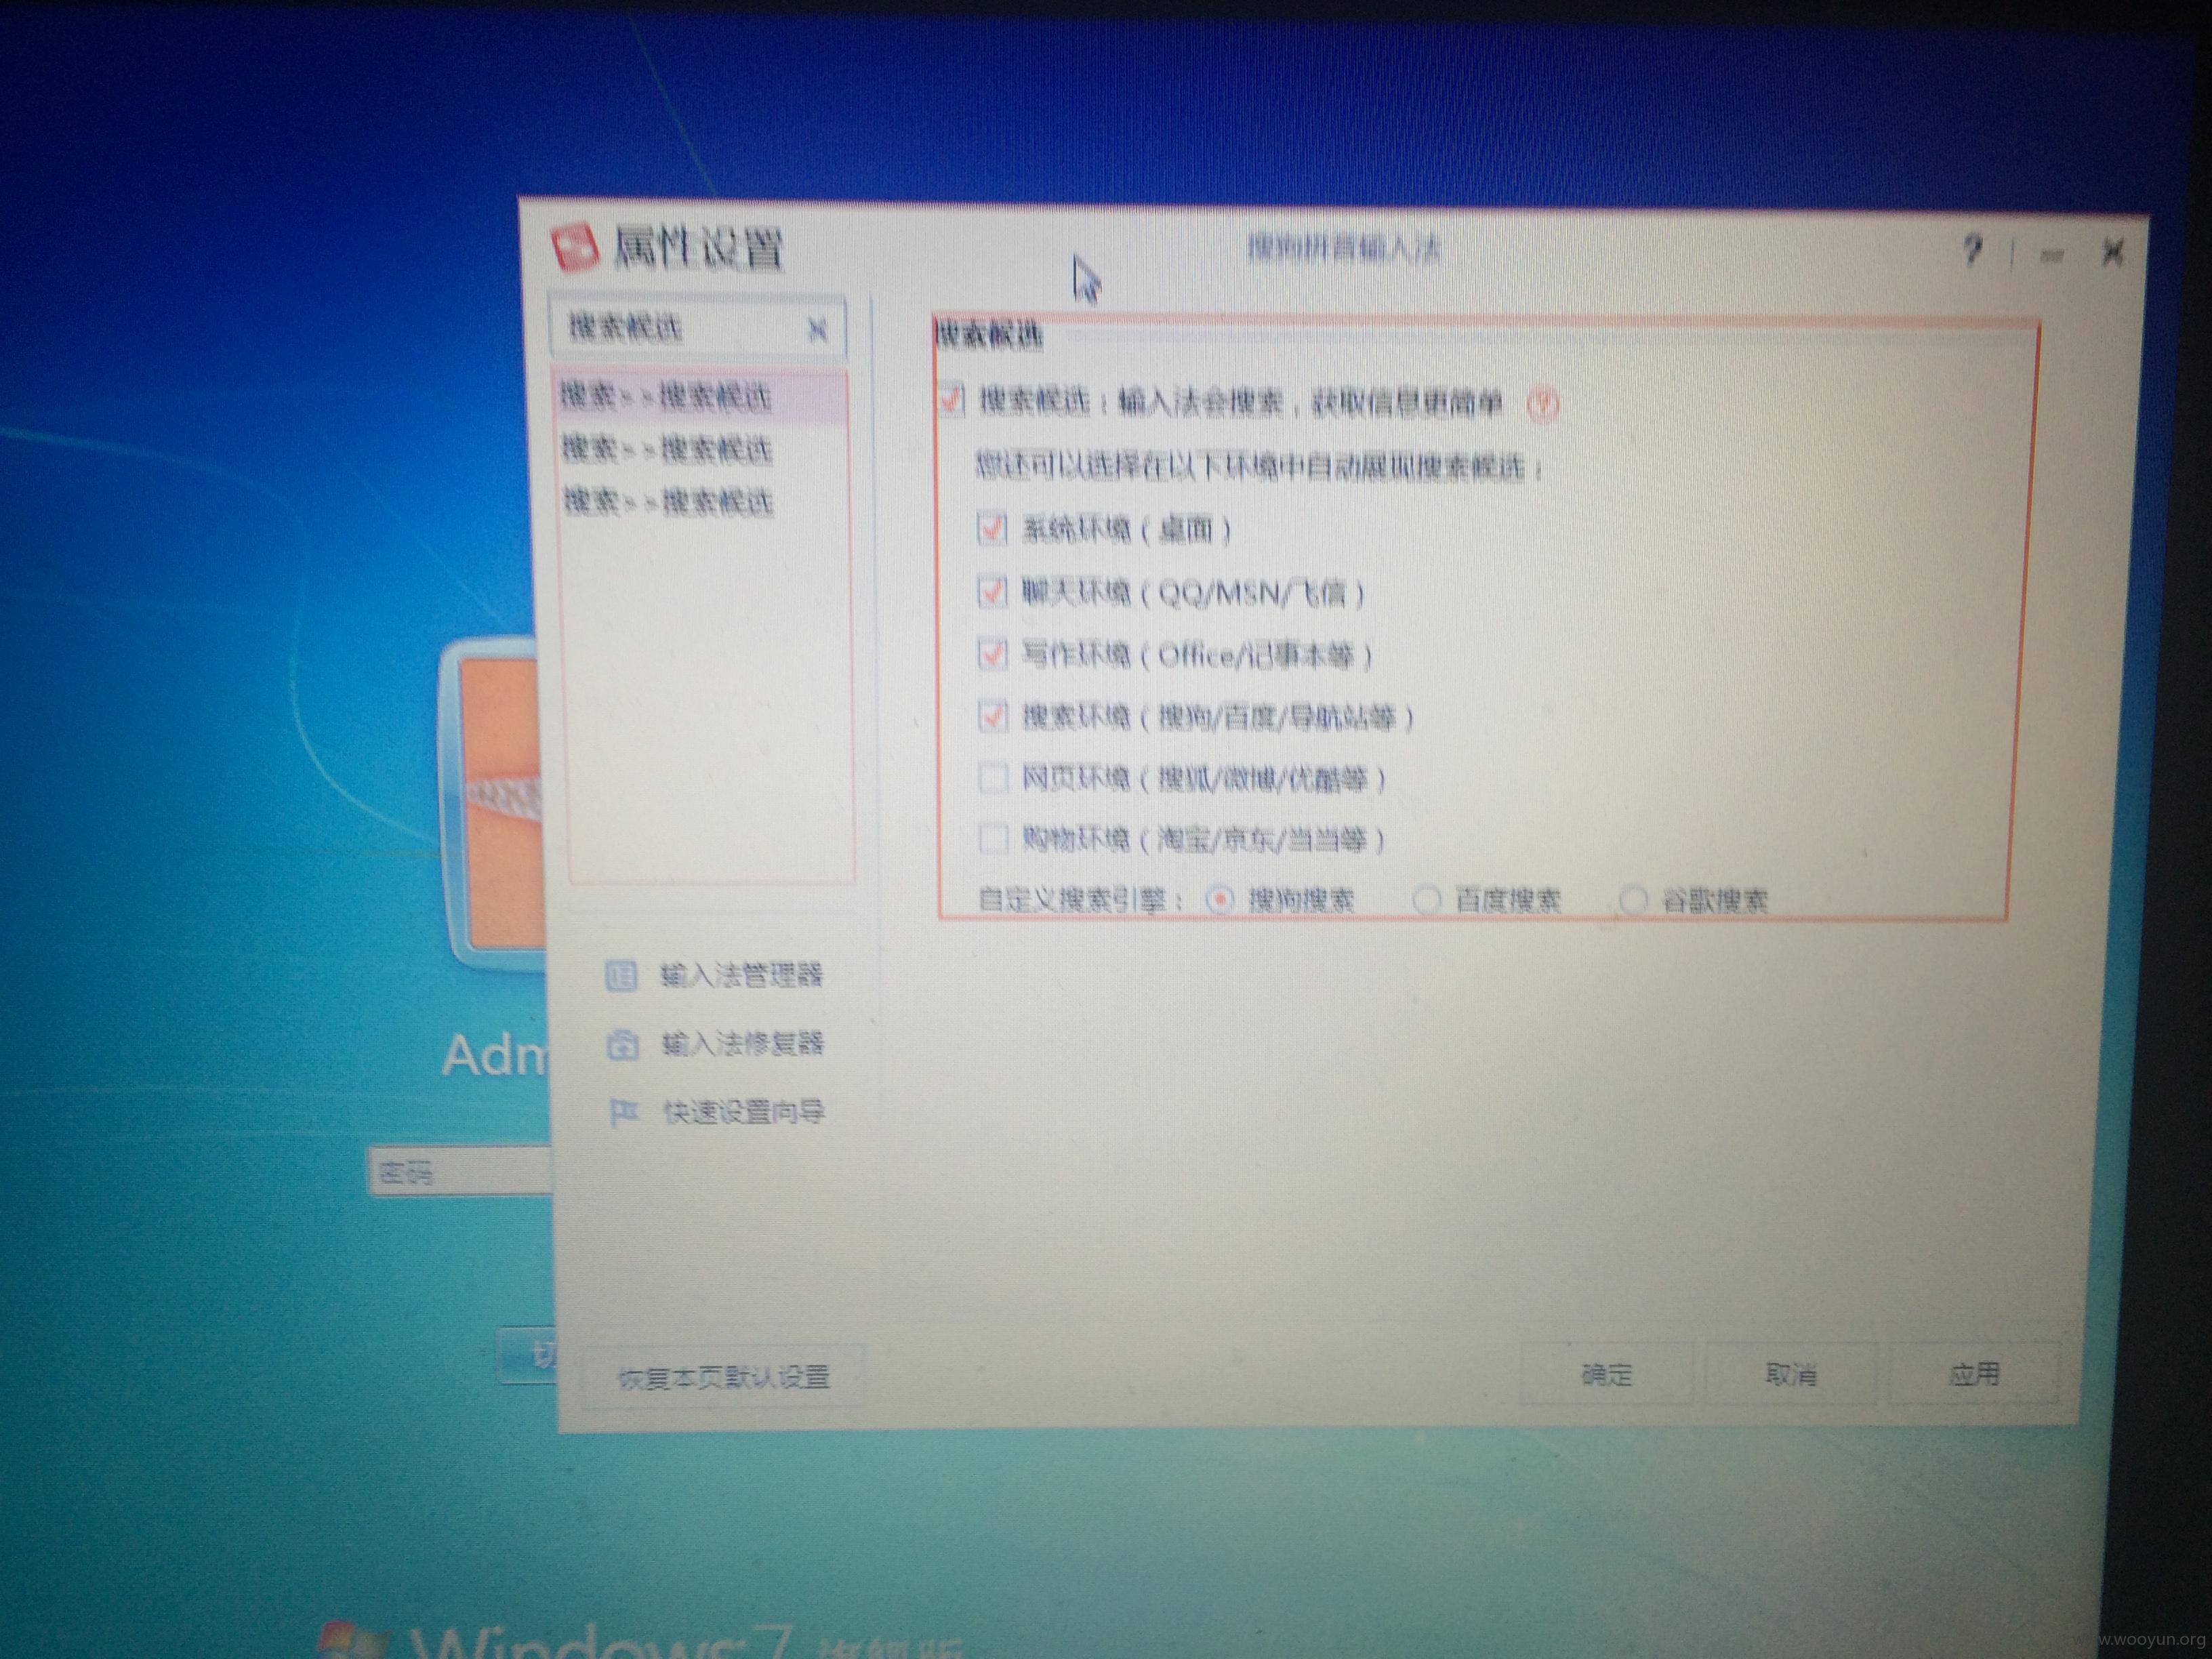 属性设置
搜狗拼音输入法
搜索候选
搜索>>搜索候选
搜索>>搜索候选
搜索>>搜索候选
搜索候选
搜索候选：输入法会搜索，获取信息更简单
您还可以选择在以下环境中自动展现搜索候选：
系统环境（桌面）
聊天环境（QQ/MSN/飞信）
写作环境（Office/记事本等）
搜索环境（搜狗/百度/导航站等）
网页环境（搜狐/微博/优酷等）
购物环境（淘宝/京东/当当等）
自定义搜索引擎： 搜狗搜索 百度搜索 谷歌搜索
输入法管理器
输入法修复器
快速设置向导
Adm
密码
切
恢复本页默认设置
确定 取消 应用
Windows 7 旗舰版
www.wooyun.org